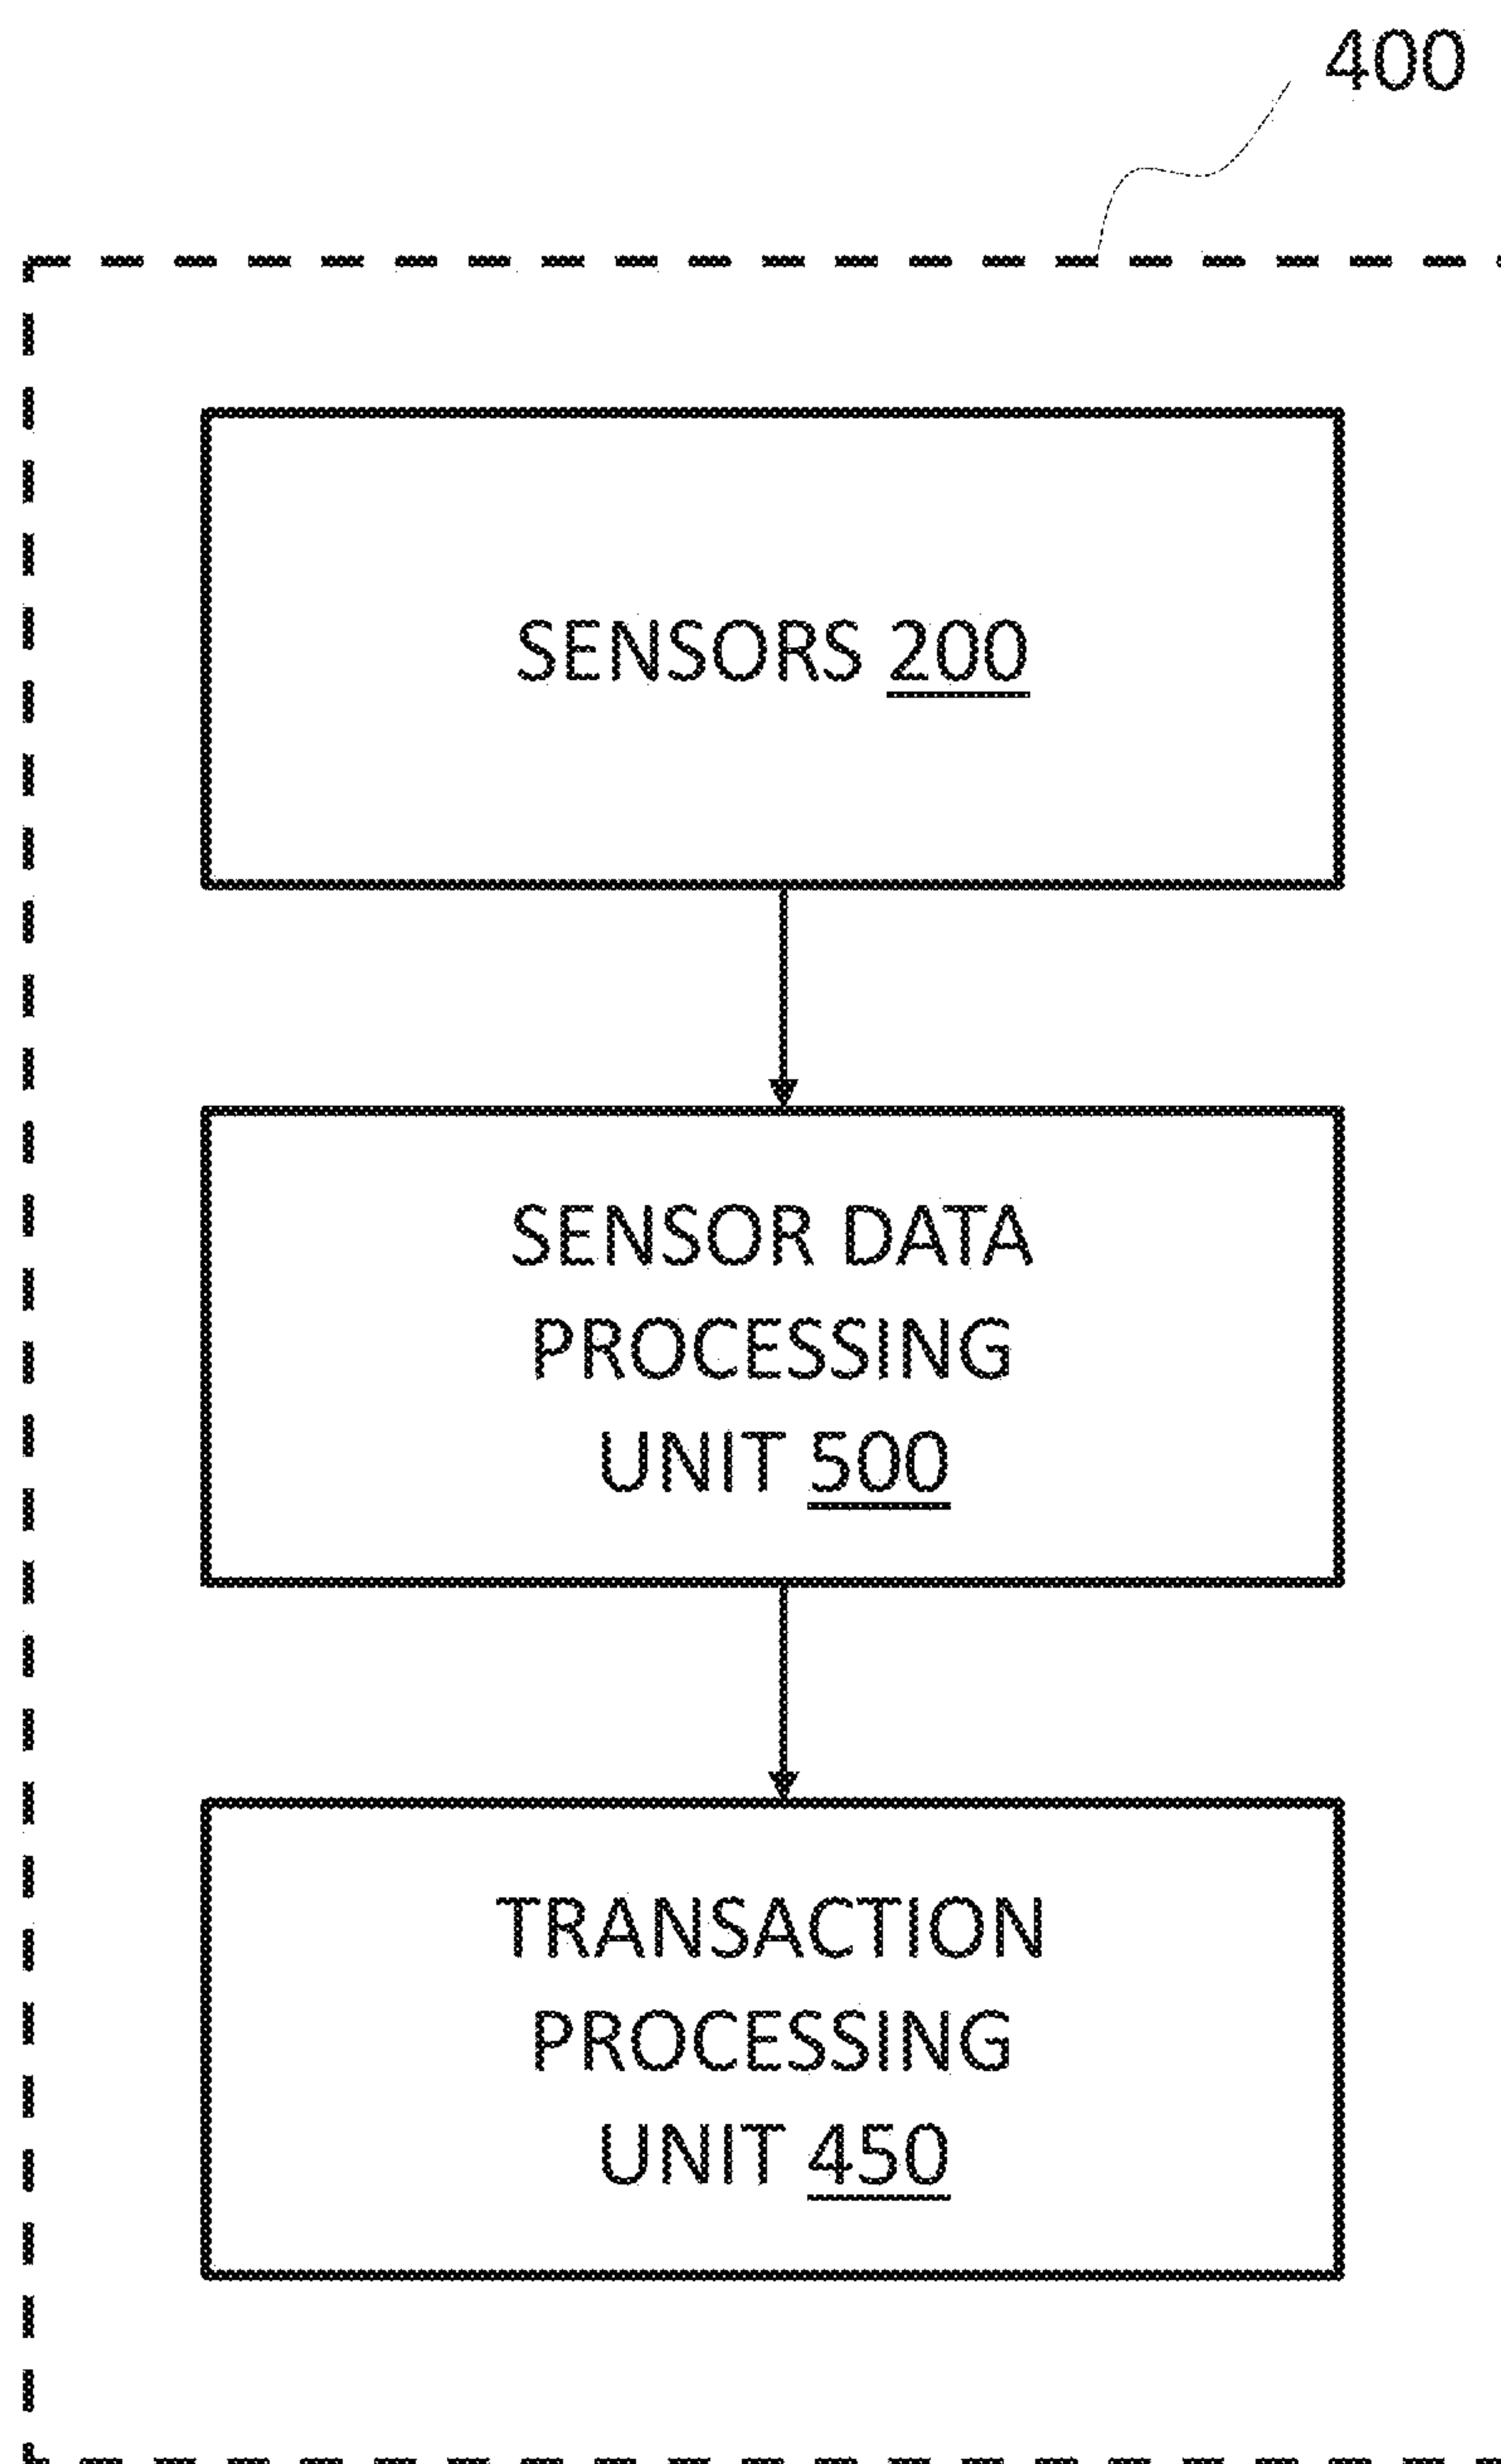 400
SENSORS 200
SENSOR DATA
PROCESSING
UNIT 500
TRANSACTION
PROCESSING
UNIT 450